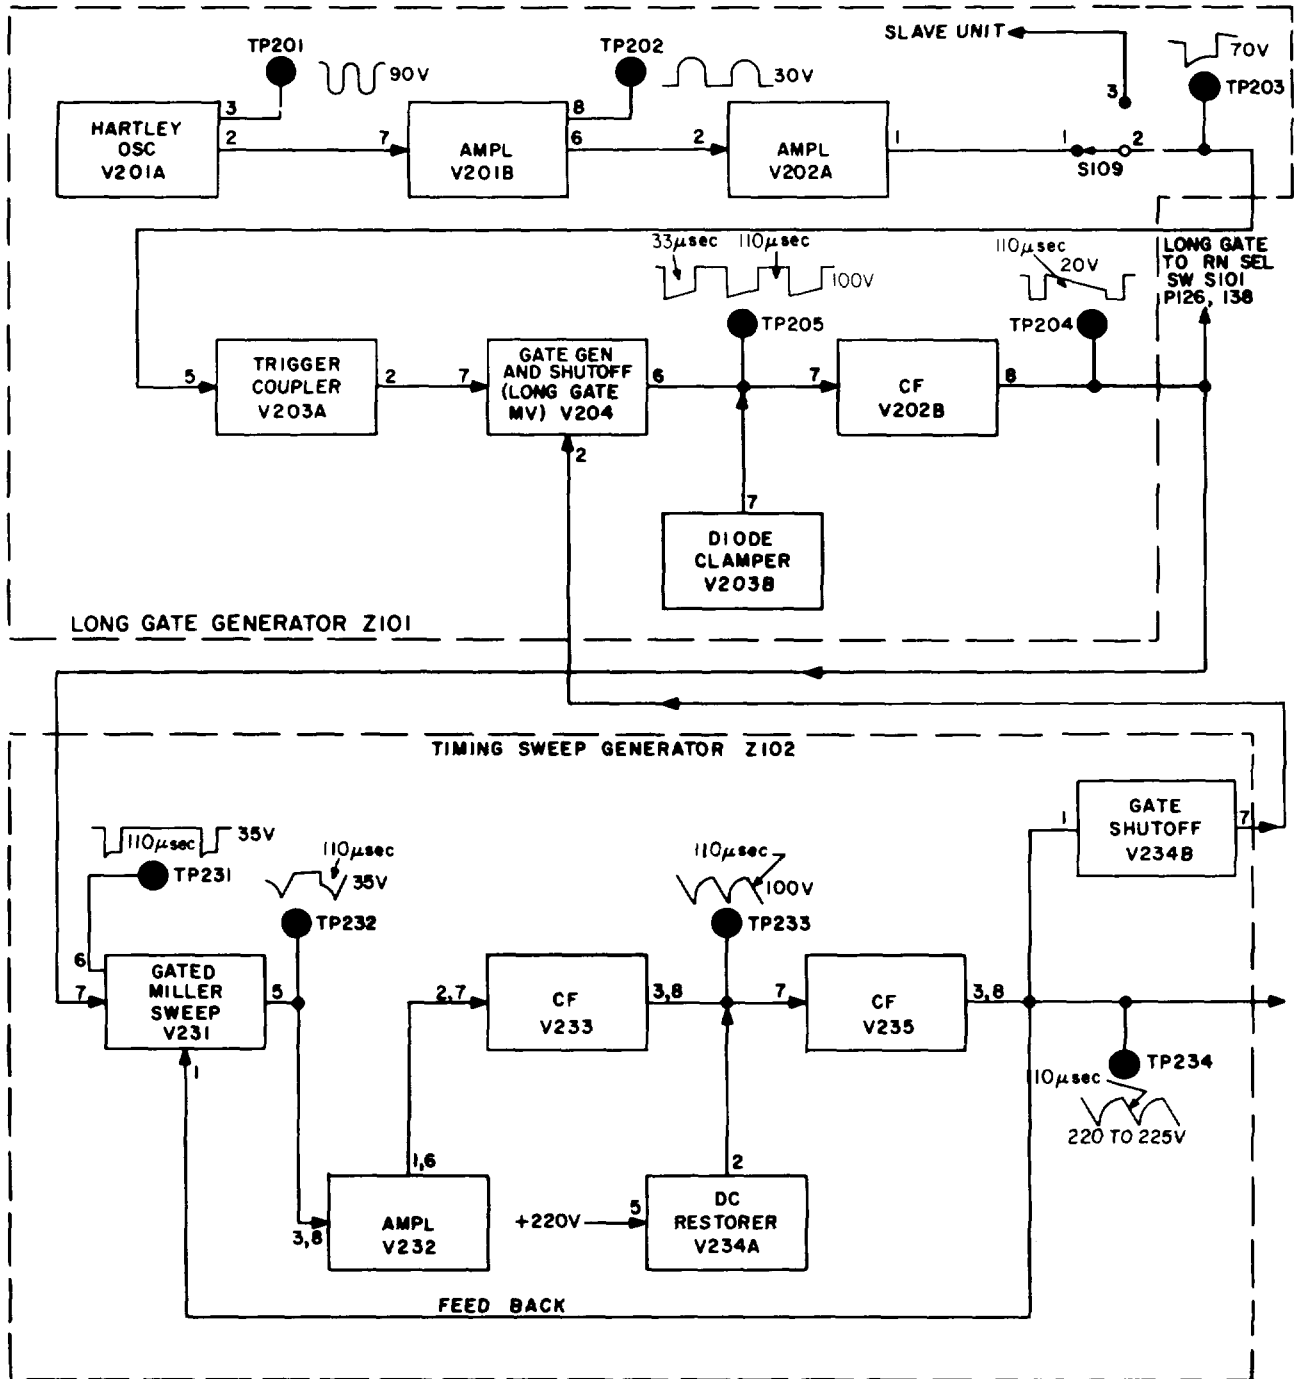 SLAVE UNIT
TP201
90V
TP202
30V
70V
TP203
3
HARTLEY
OSC
V201A
3
2
7
AMPL
V201B
8
6
2
AMPL
V202A
1
1
2
S109
33μsec
110μsec
100V
TP205
110μsec
20V
TP204
LONG GATE
TO RN SEL
SW S101
P126, 138
5
TRIGGER
COUPLER
V203A
2
7
GATE GEN
AND SHUTOFF
(LONG GATE
MV) V204
6
2
7
CF
V202B
8
7
DIODE
CLAMPER
V203B
LONG GATE GENERATOR Z101
TIMING SWEEP GENERATOR Z102
1
GATE
SHUTOFF
V234B
7
110μsec
35V
TP231
110μsec
35V
TP232
110μsec
100V
TP233
6
7
GATED
MILLER
SWEEP
V231
5
1
2,7
CF
V233
3,8
7
CF
V235
3,8
TP234
110μsec
220 TO 225V
1,6
3,8
AMPL
V232
+220V
5
2
DC
RESTORER
V234A
FEED BACK